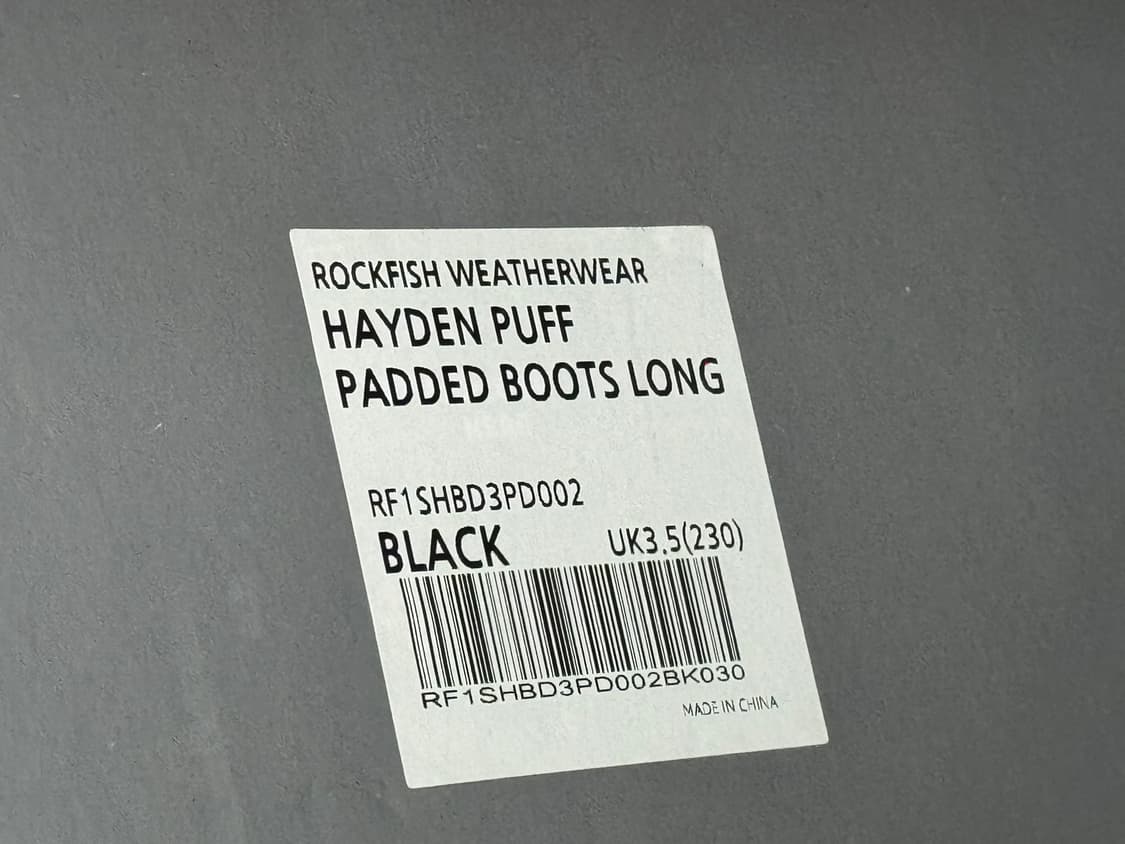 ROCKFISH WEATHERWEAR
HAYDEN PUFF
PADDED BOOTS LONG
RF1SHBD3PD002
BLACK UK3.5(230)
RF1SHBD3PD002BK030
MADE IN CHINA